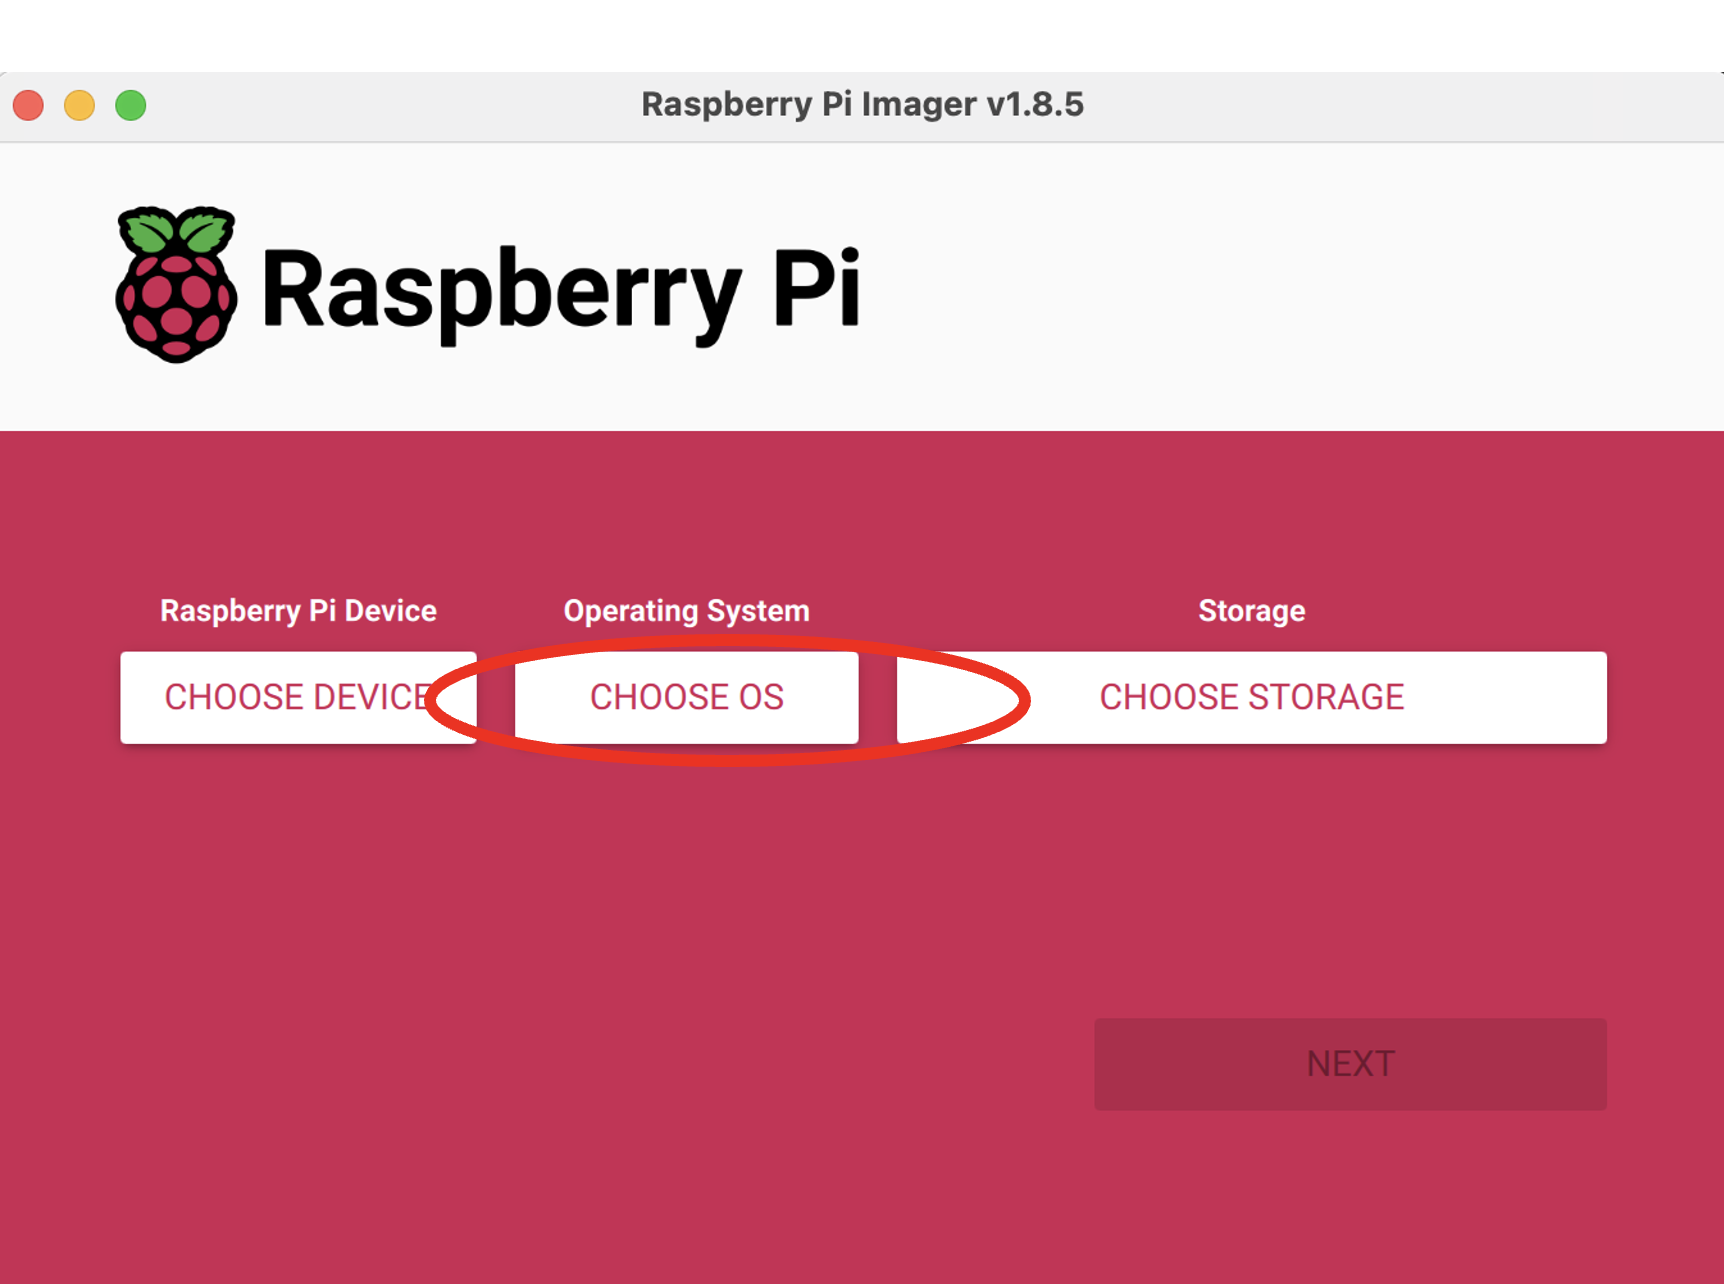 Raspberry Pi Imager v1.8.5
Raspberry Pi
Raspberry Pi Device Operating System Storage
CHOOSE DEVICE CHOOSE OS CHOOSE STORAGE
NEXT